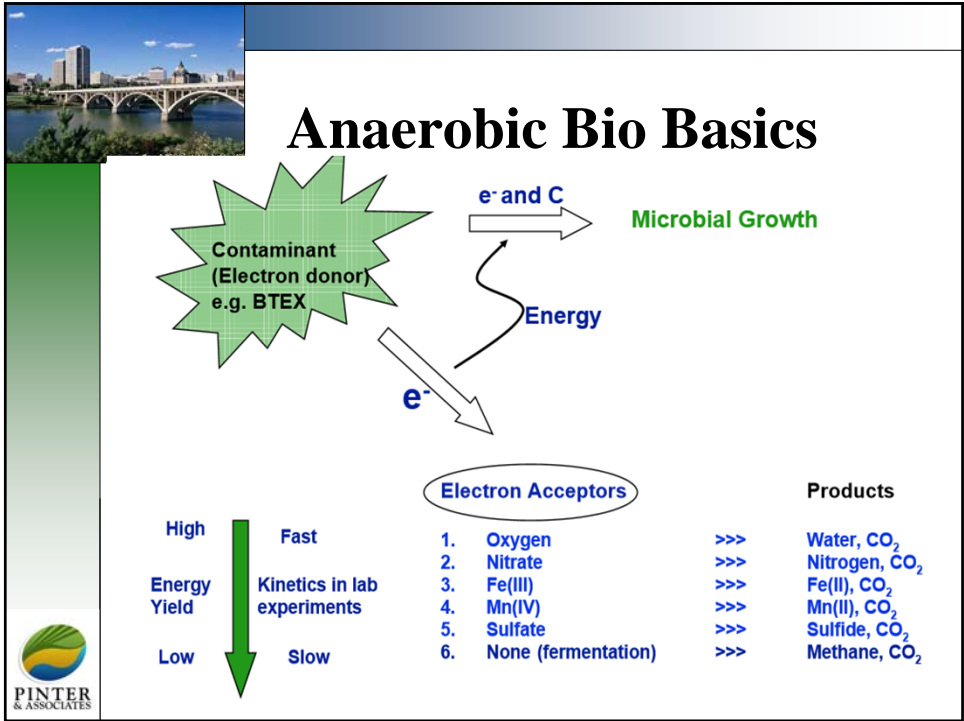 Anaerobic Bio Basics
e⁻ and C
Microbial Growth
Contaminant
(Electron donor)
e.g. BTEX
Energy
e⁻
Electron Acceptors Products
High Fast
Energy Yield Kinetics in lab experiments
Low Slow
1. Oxygen >>> Water, CO₂
2. Nitrate >>> Nitrogen, CO₂
3. Fe(III) >>> Fe(II), CO₂
4. Mn(IV) >>> Mn(II), CO₂
5. Sulfate >>> Sulfide, CO₂
6. None (fermentation) >>> Methane, CO₂
PINTER
& ASSOCIATES